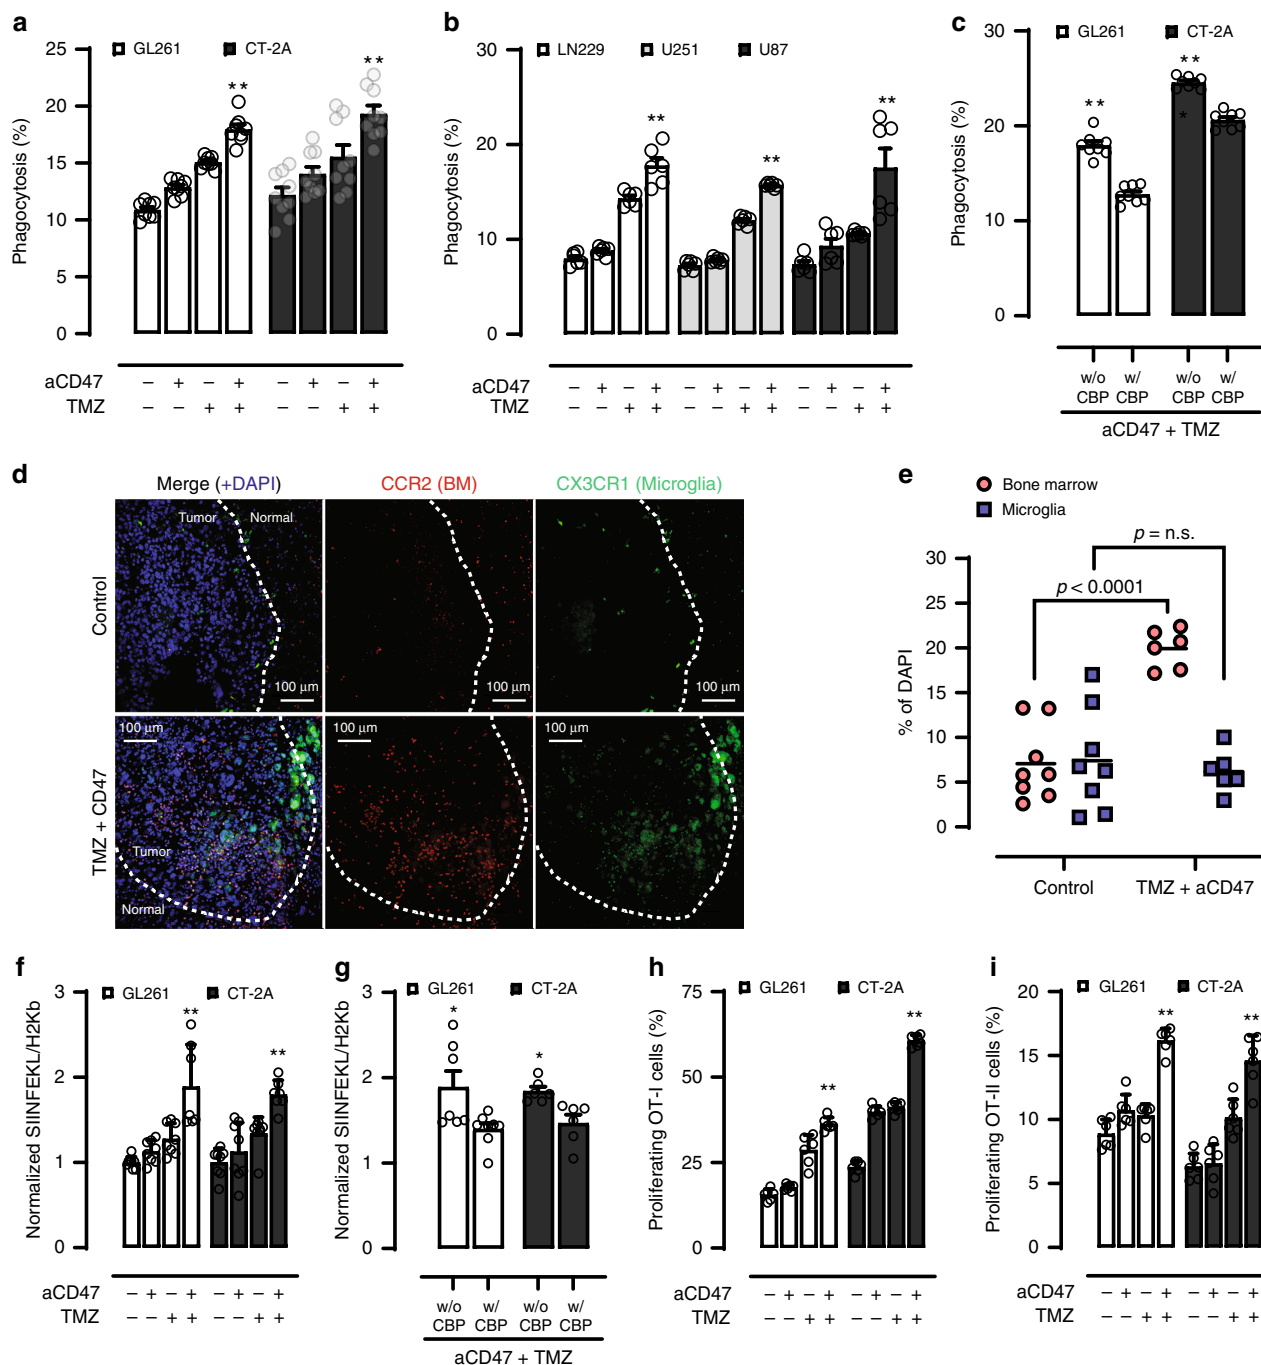 a
GL261 CT-2A
Phagocytosis (%)
25
20
15
10
5
0
** **
aCD47 – + – + – + – +
TMZ – – + + – – + +
b
LN229 U251 U87
Phagocytosis (%)
30
20
10
0
** ** **
aCD47 – + – + – + – + – + – +
TMZ – – + + – – + + – – + +
c
GL261 CT-2A
Phagocytosis (%)
30
20
10
0
** **
*
w/o CBP w/ CBP w/o CBP w/ CBP
aCD47 + TMZ
d
Merge (+DAPI) CCR2 (BM) CX3CR1 (Microglia)
Control
Tumor Normal
100 μm 100 μm 100 μm
TMZ + CD47
100 μm 100 μm 100 μm
Tumor
Normal
e
Bone marrow
Microglia
% of DAPI
30
25
20
15
10
5
0
p = n.s.
p < 0.0001
Control TMZ + aCD47
f
GL261 CT-2A
Normalized SIINFEKL/H2Kb
3
2
1
0
** **
aCD47 – + – + – + – +
TMZ – – + + – – + +
g
GL261 CT-2A
Normalized SIINFEKL/H2Kb
3
2
1
0
* *
w/o CBP w/ CBP w/o CBP w/ CBP
aCD47 + TMZ
h
GL261 CT-2A
Proliferating OT-I cells (%)
75
50
25
0
** **
aCD47 – + – + – + – +
TMZ – – + + – – + +
i
GL261 CT-2A
Proliferating OT-II cells (%)
20
15
10
5
0
** **
aCD47 – + – + – + – +
TMZ – – + + – – + +